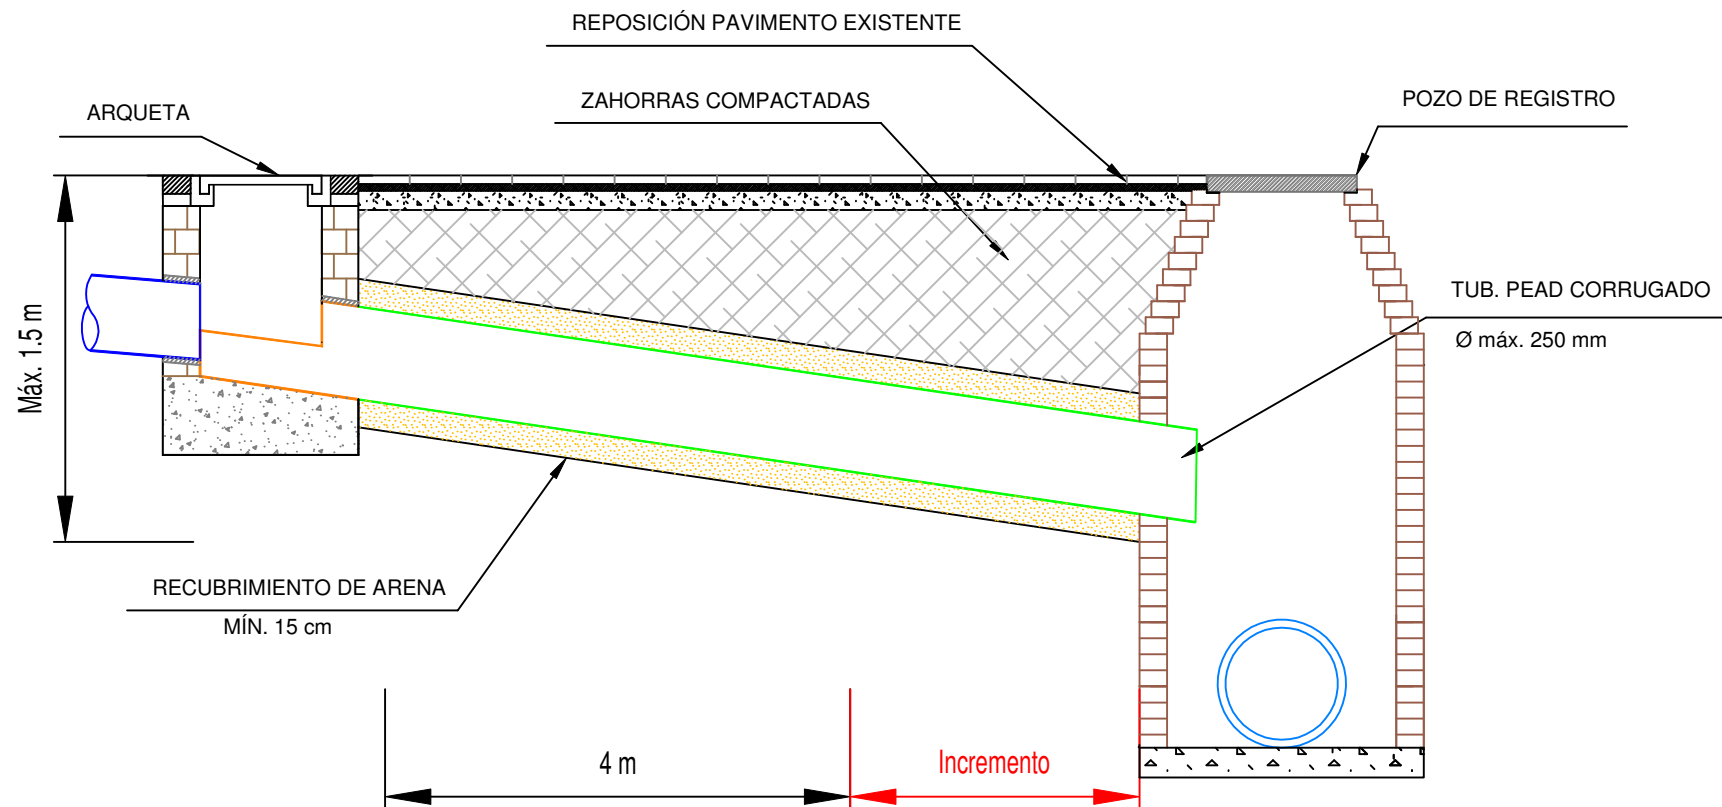 REPOSICIÓN PAVIMENTO EXISTENTE
ZAHORRAS COMPACTADAS
POZO DE REGISTRO
ARQUETA
TUB. PEAD CORRUGADO
Ø máx. 250 mm
Máx. 1.5 m
RECUBRIMIENTO DE ARENA
MÍN. 15 cm
4 m
Incremento